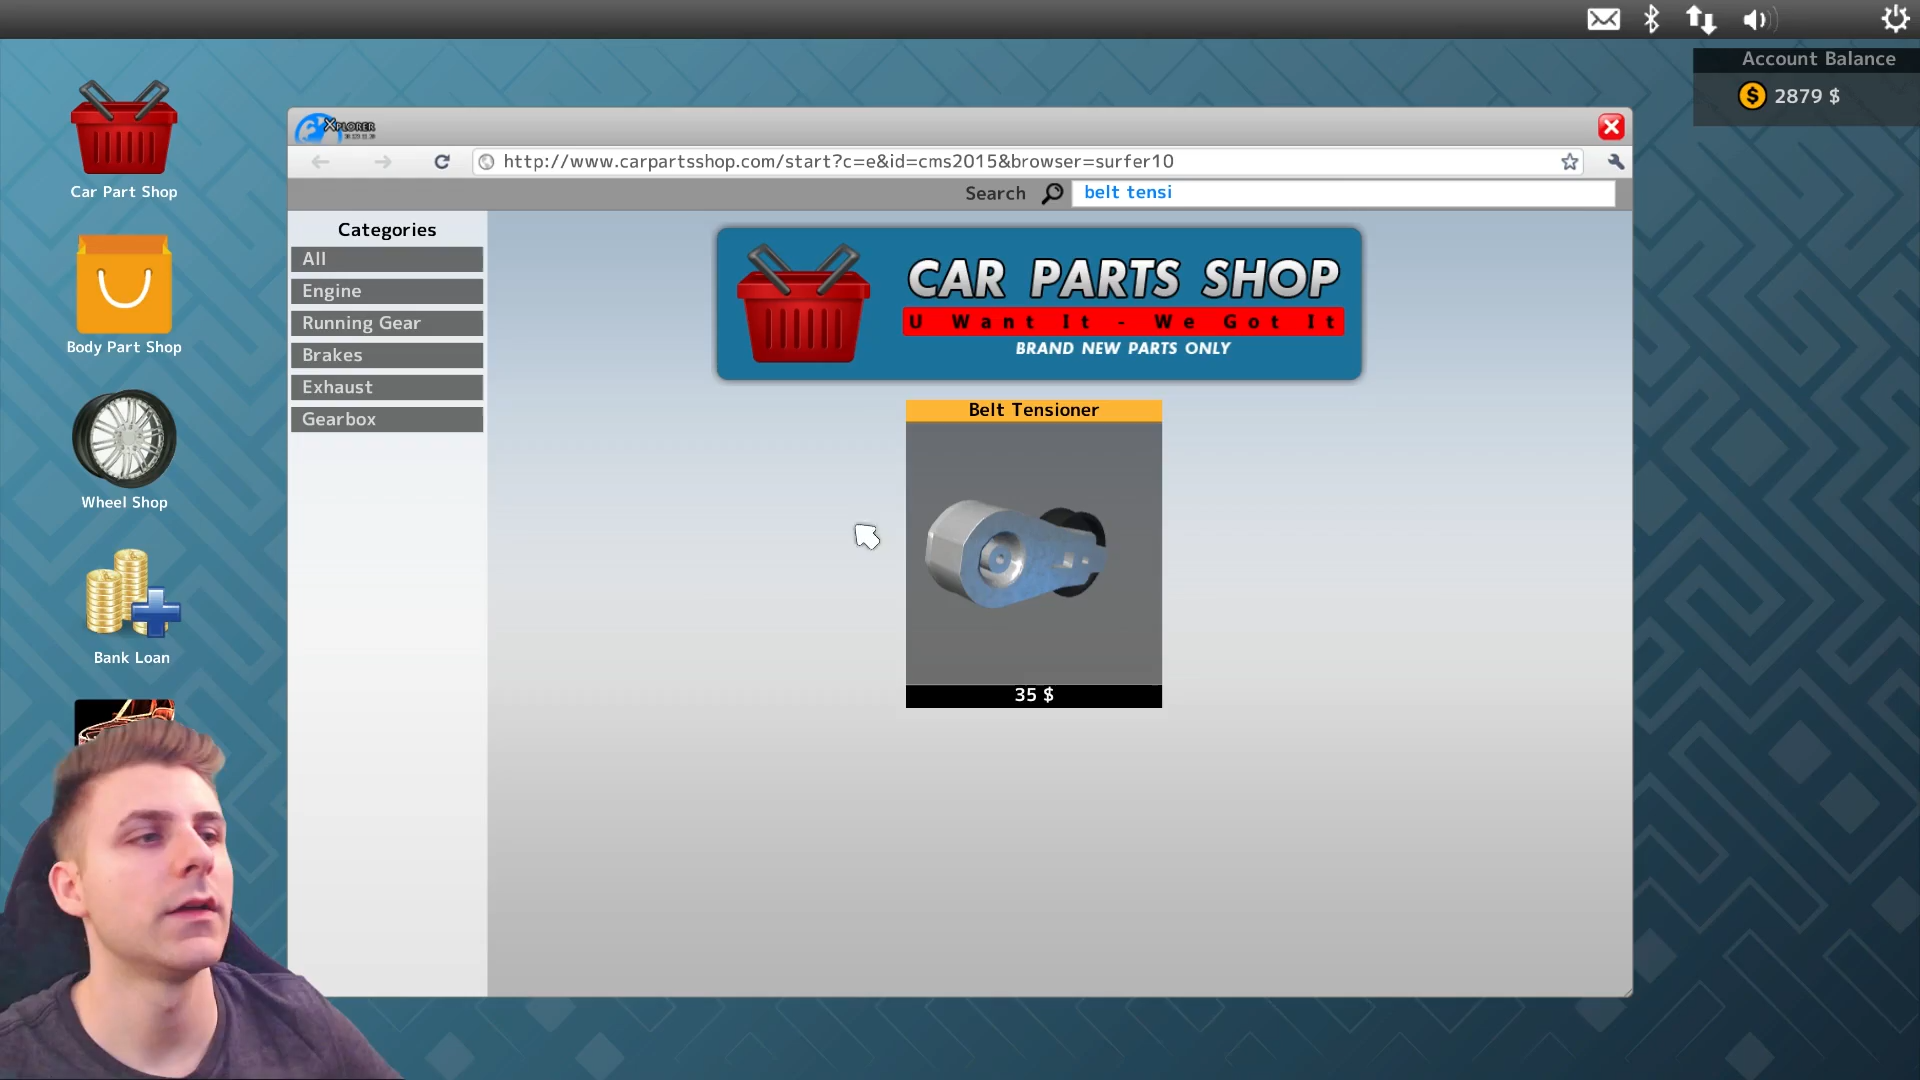 Account Balance
2879 $
Car Part Shop
Body Part Shop
Wheel Shop
Bank Loan
XPLORER
http://www.carpartsshop.com/start?c=e&id=cms2015&browser=surfer10
Search
belt tensi
Categories
All
Engine
Running Gear
Brakes
Exhaust
Gearbox
CAR PARTS SHOP
U Want It - We Got It
BRAND NEW PARTS ONLY
Belt Tensioner
35 $